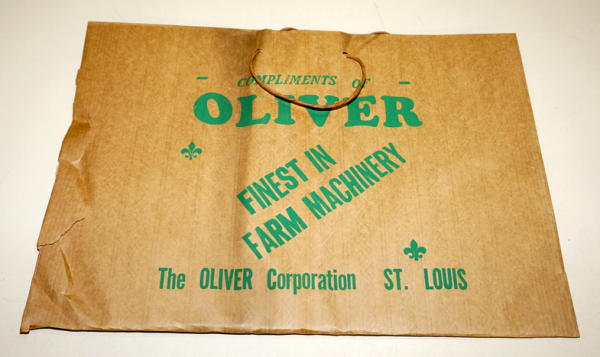 COMPLIMENTS OF
OLIVER
FINEST IN
FARM MACHINERY
The OLIVER Corporation ST. LOUIS